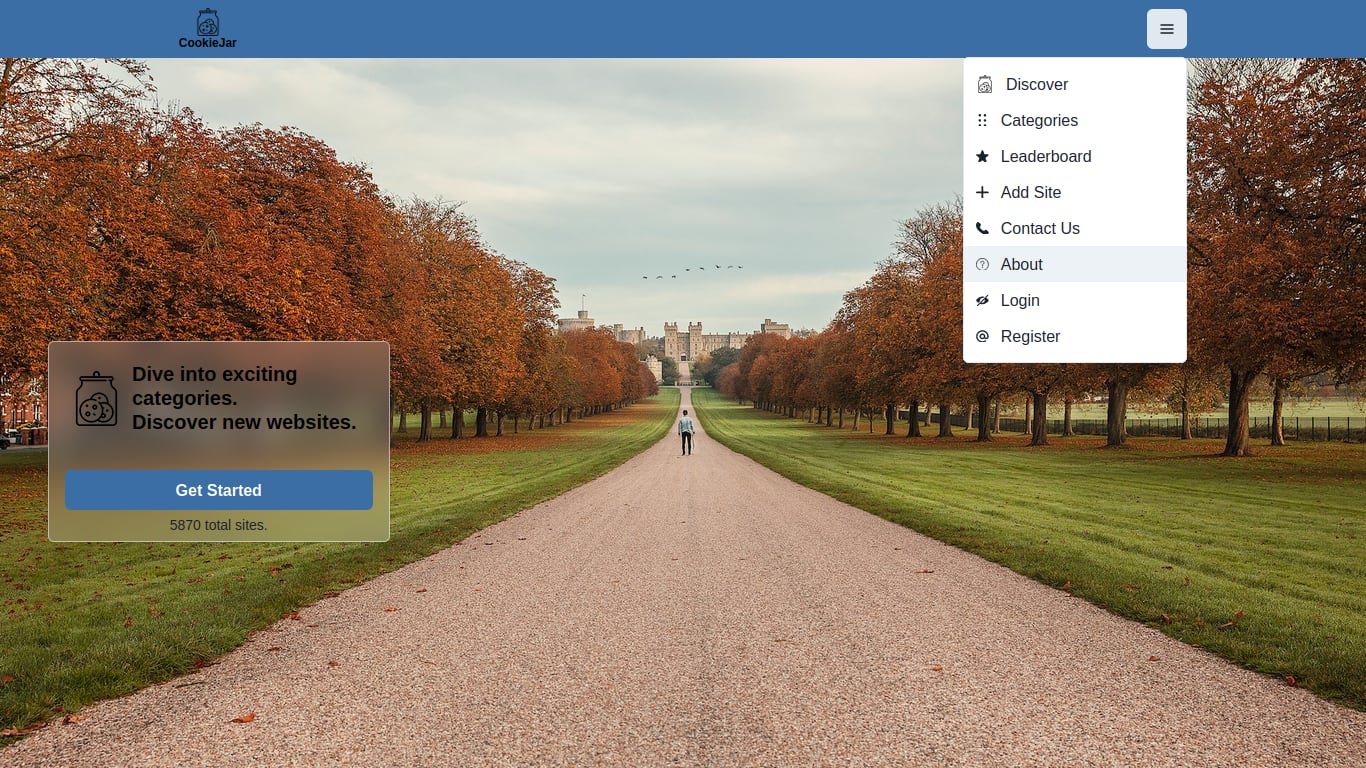 CookieJar
Discover
Categories
Leaderboard
Add Site
Contact Us
About
Login
Register
Dive into exciting
categories.
Discover new websites.
Get Started
5870 total sites.